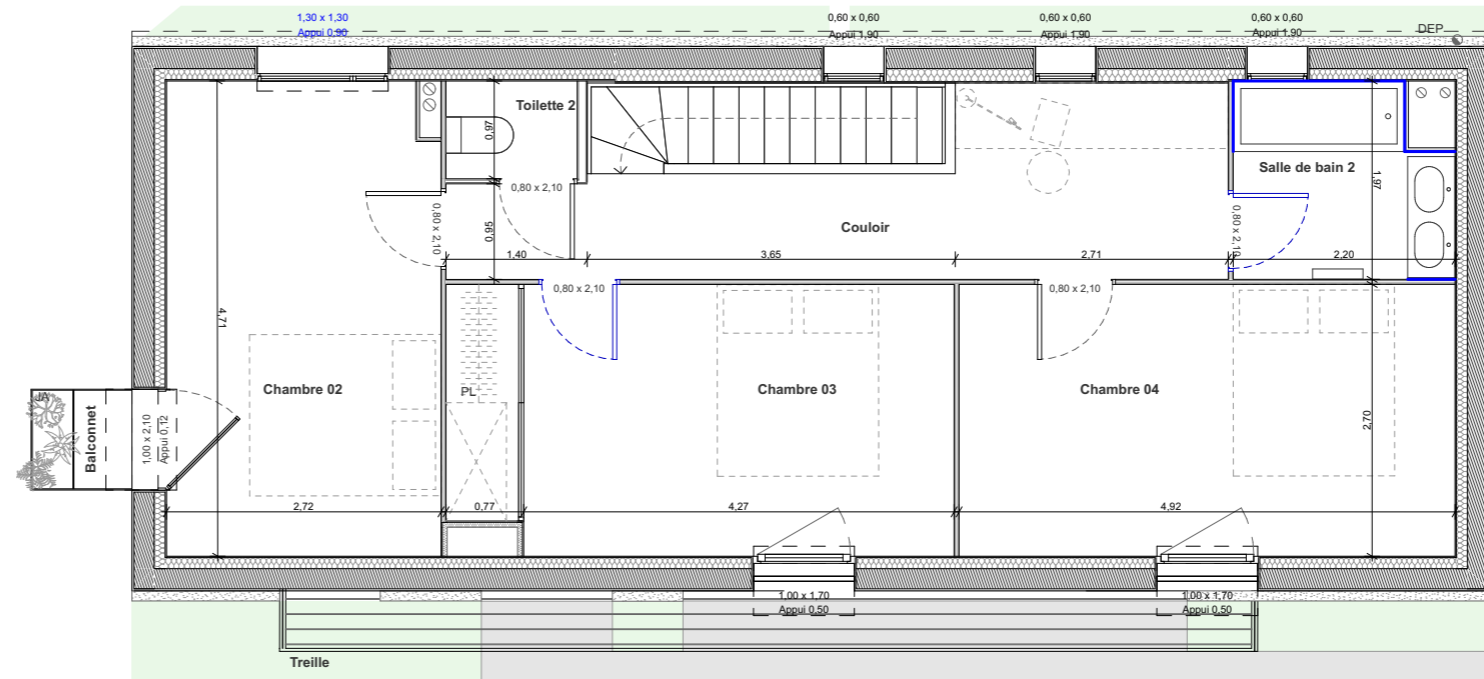 1,30 x 1,30
Appui 0,90
0,60 x 0,60
Appui 1,90
0,60 x 0,60
Appui 1,90
0,60 x 0,60
Appui 1,90
DEP
Toilette 2
0,97
0,80 x 2,10
0,80 x 2,10
0,95
1,40
Couloir
3,65
2,71
Salle de bain 2
1,97
0,80 x 2,10
2,20
0,80 x 2,10
0,80 x 2,10
4,71
Chambre 02
PL
Chambre 03
Chambre 04
2,70
JA
Balconnet
1,00 x 2,10
Appui 0,12
2,72
0,77
4,27
4,92
1,00 x 1,70
Appui 0,50
1,00 x 1,70
Appui 0,50
Treille